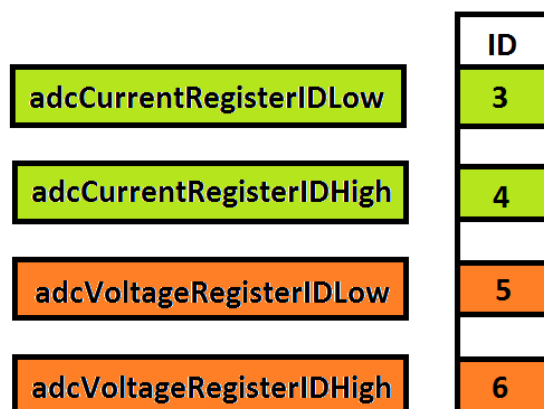 ID
adcCurrentRegisterIDLow 3
adcCurrentRegisterIDHigh 4
adcVoltageRegisterIDLow 5
adcVoltageRegisterIDHigh 6